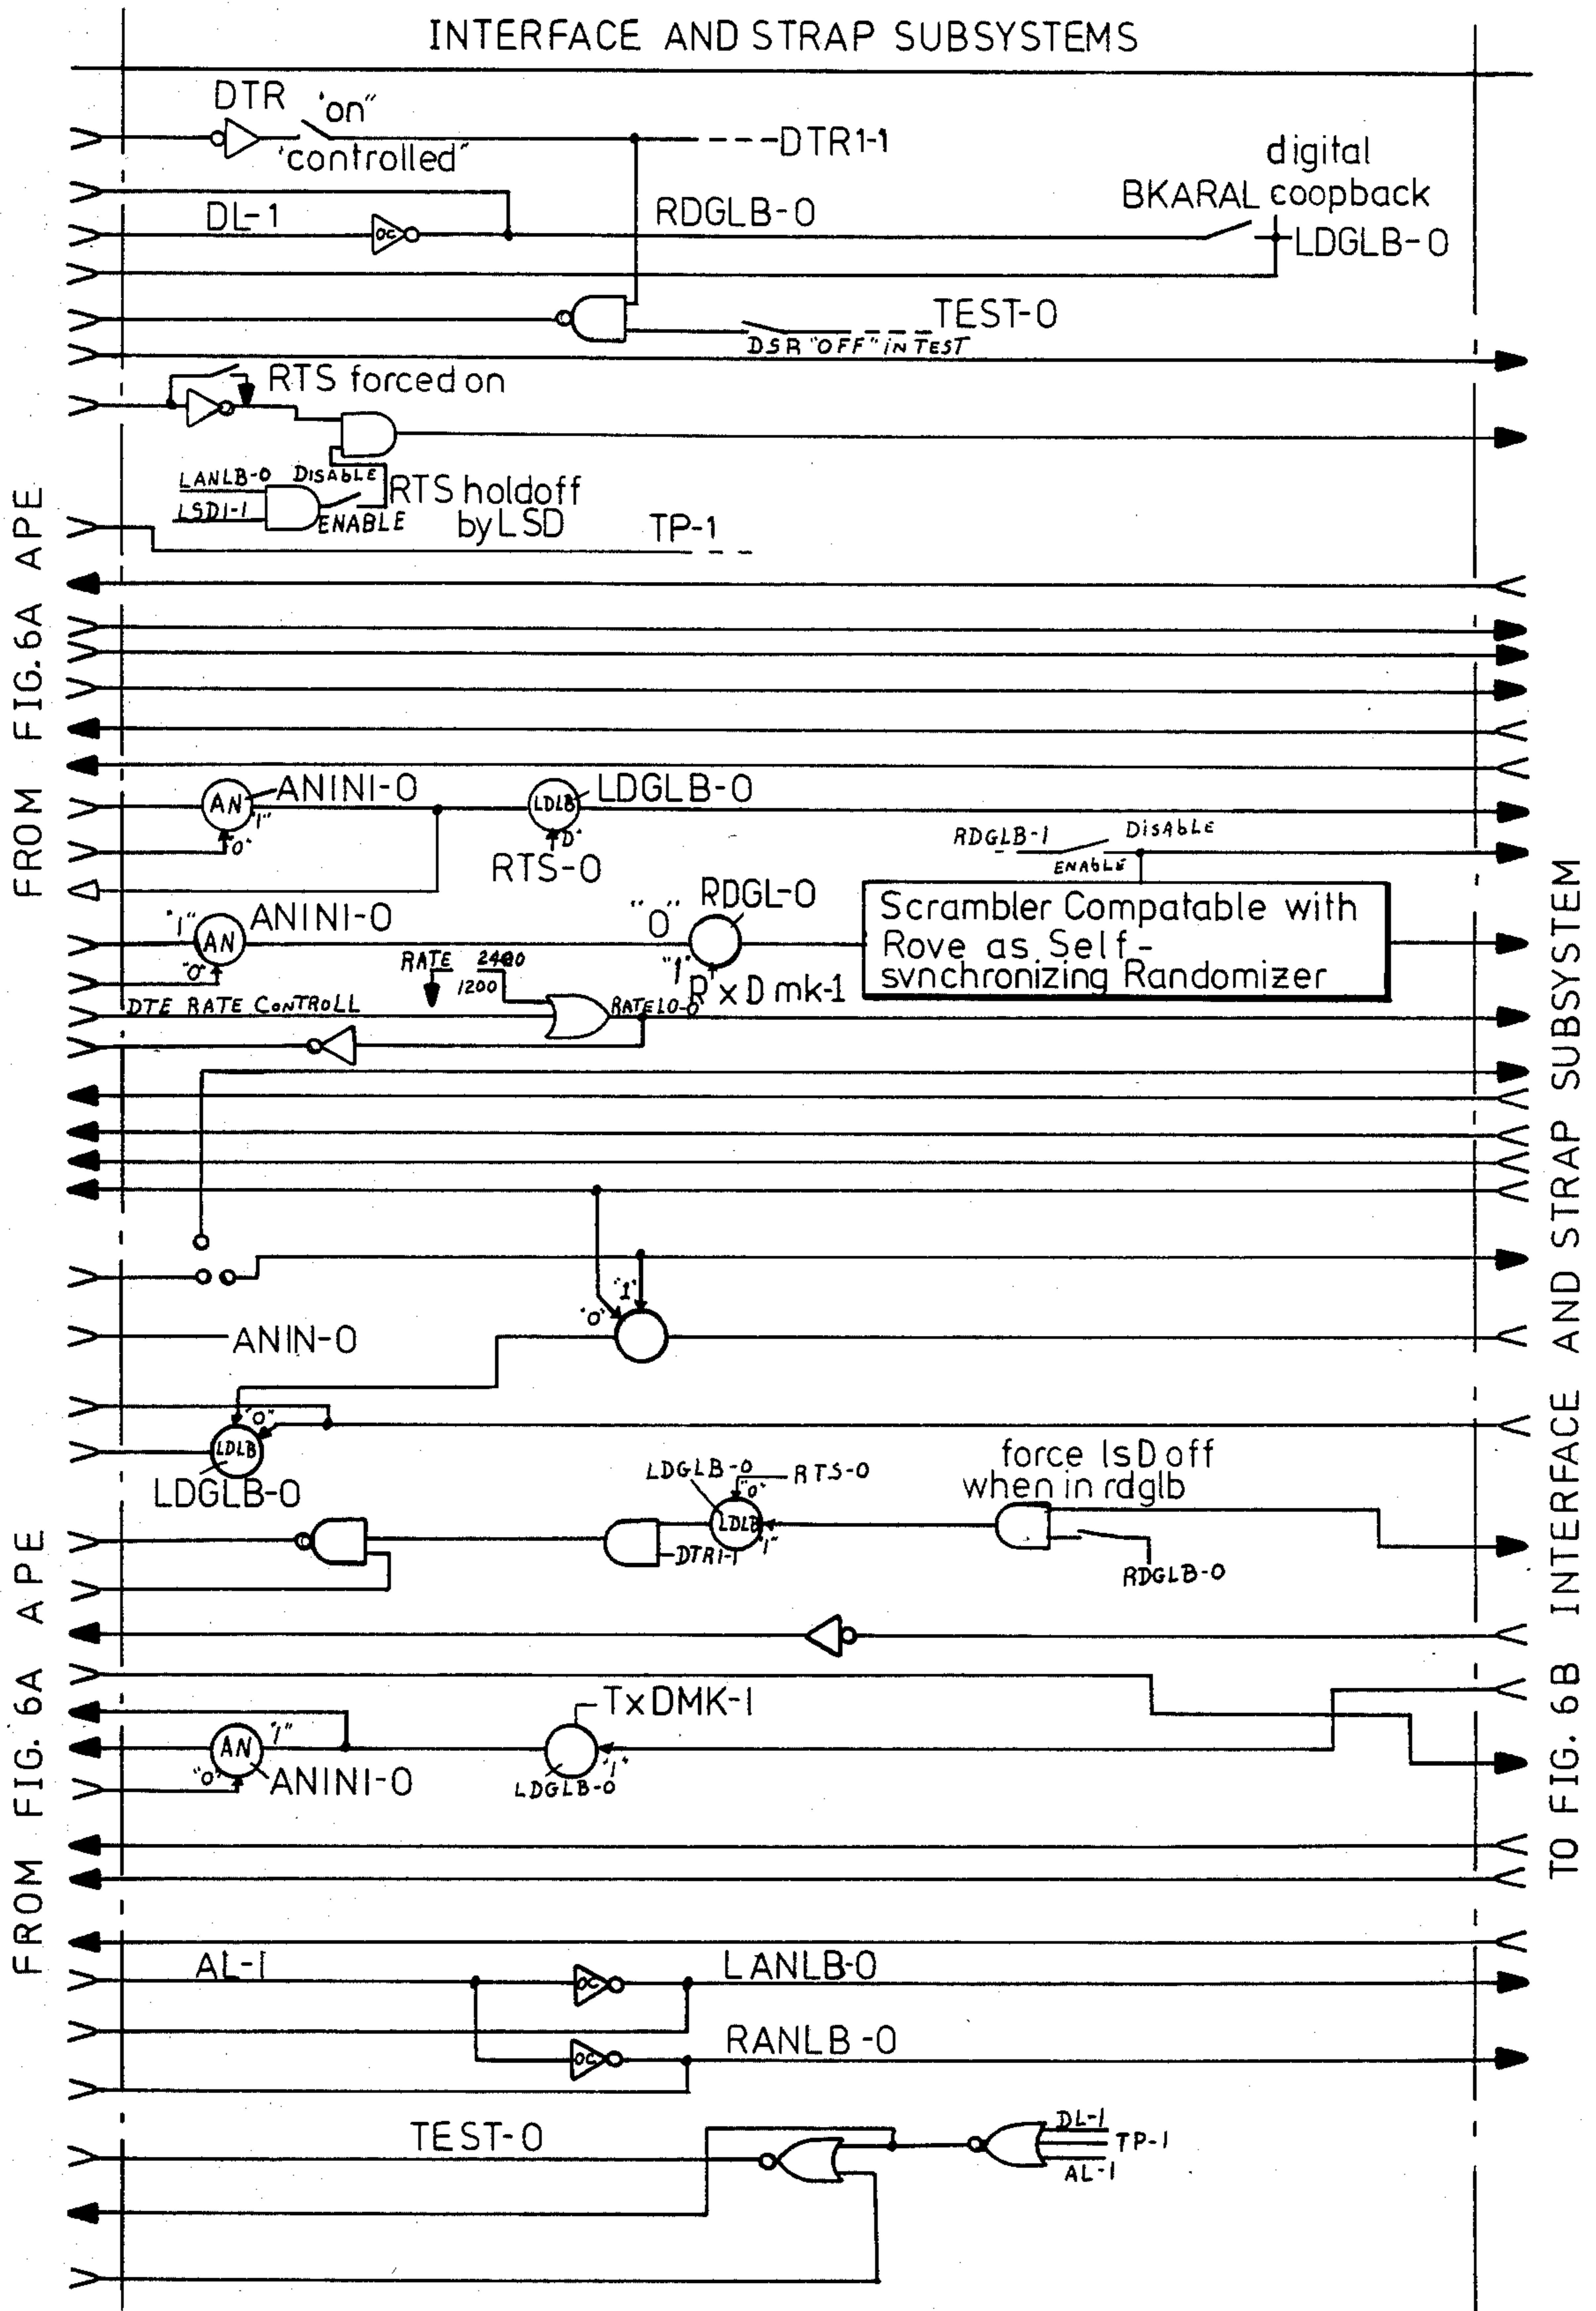 INTERFACE AND STRAP SUBSYSTEMS
DTR 'on"
'controlled"
DTR1-1
digital
BKARAL coopback
DL-1
OC
RDGLB-0
LDGLB-0
TEST-0
DSR "OFF" IN TEST
RTS forced on
LANLB-0 DISABLE
LSD1-1
ENABLE
RTS holdoff
by LSD
TP-1
FROM FIG.6A APE
AN
ANINI-0
"1"
"0"
LDLB
LDGLB-0
RTS-0
RDGLB-1 DISABLE
ENABLE
"1"
AN
ANINI-0
"0"
"0" RDGL-0
"1"
R x D mk-1
Scrambler Compatable with
Rove as Self-
synchronizing Randomizer
RATE 2400
1200
DTE RATE CONTROLL
RATE LO-0
"1"
"0"
ANIN-0
"0"
LDLB
LDGLB-0
LDGLB-0
RTS-0
"0"
LDLB
"1"
DTR1-1
force lsD off
when in rdglb
RDGLB-0
TxDMK-1
AN
"1"
"0"
ANINI-0
"1"
LDGLB-0
FROM FIG. 6A APE
TO FIG. 6B INTERFACE AND STRAP SUBSYSTEM
AL-1
OC
LANLB-0
OC
RANLB-0
TEST-0
DL-1
TP-1
AL-1